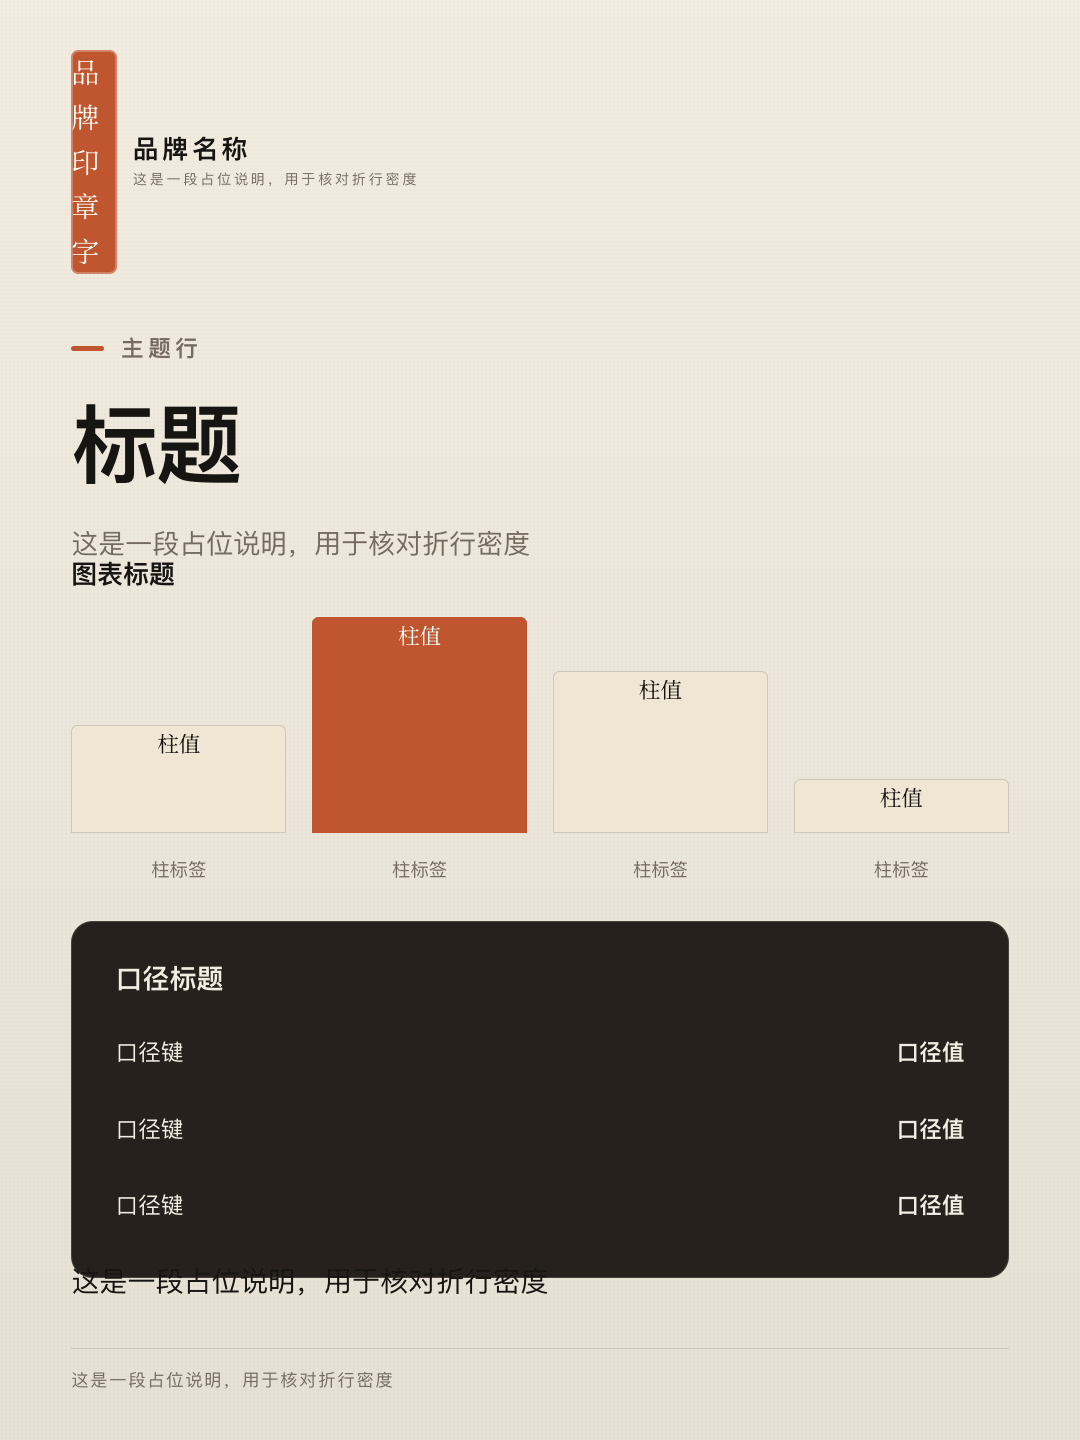 品牌印章字
品牌名称
这是一段占位说明，用于核对折行密度
主题行
标题
这是一段占位说明，用于核对折行密度
图表标题
柱值
柱值
柱值
柱值
柱标签
柱标签
柱标签
柱标签
口径标题
口径键
口径值
口径键
口径值
口径键
口径值
这是一段占位说明，用于核对折行密度
这是一段占位说明，用于核对折行密度